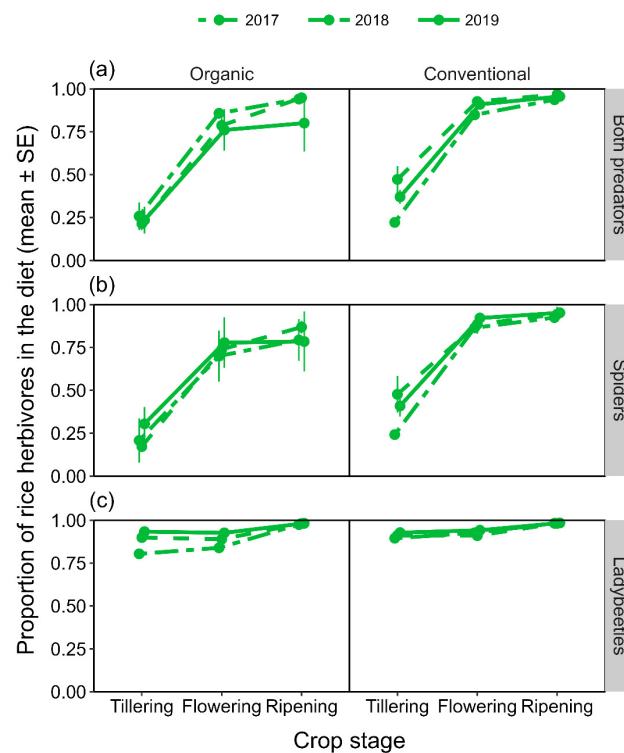 2017 2018 2019
(a)
Organic Conventional
1.00
0.75
0.50
0.25
0.00
Both predators
(b)
1.00
0.75
0.50
0.25
0.00
Spiders
(c)
1.00
0.75
0.50
0.25
0.00
Ladybeetles
Proportion of rice herbivores in the diet (mean ± SE)
Tillering Flowering Ripening Tillering Flowering Ripening
Crop stage